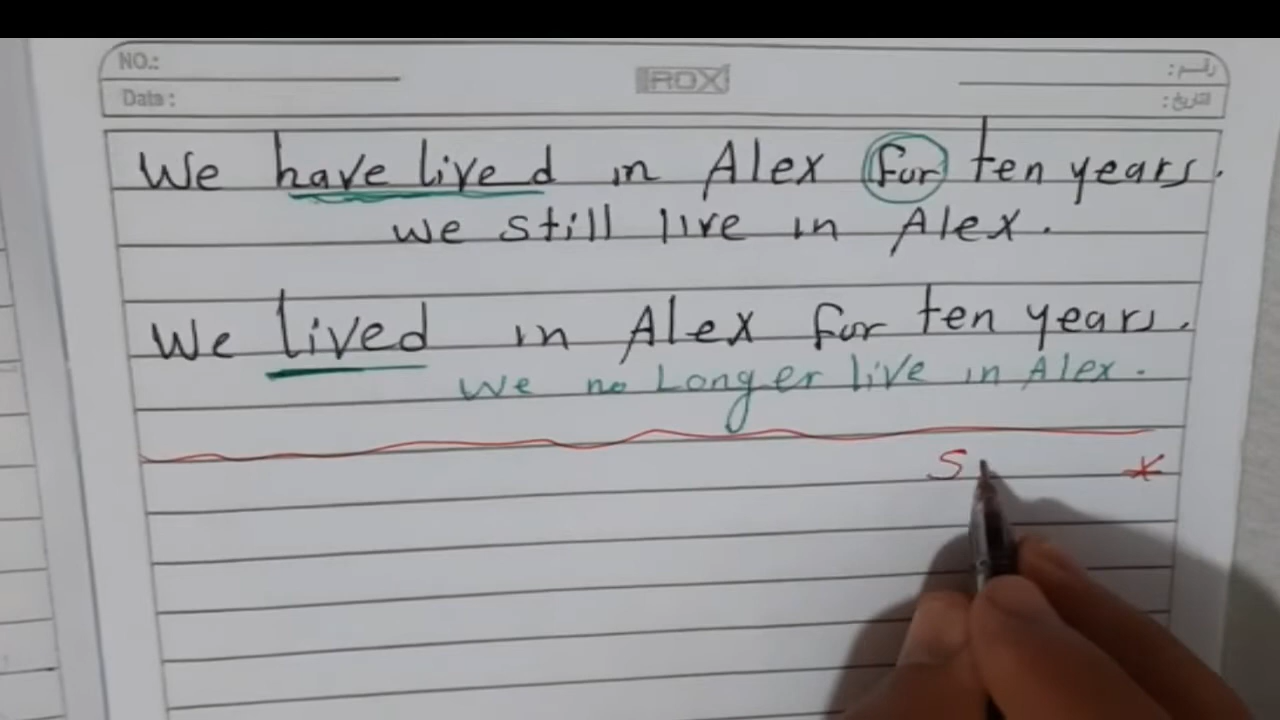 NO.:
ROX
رقم:
Date:
التاريخ:
We have lived in Alex for ten years.
we still live in Alex.
We lived in Alex for ten years.
we no Longer live in Alex.
S *